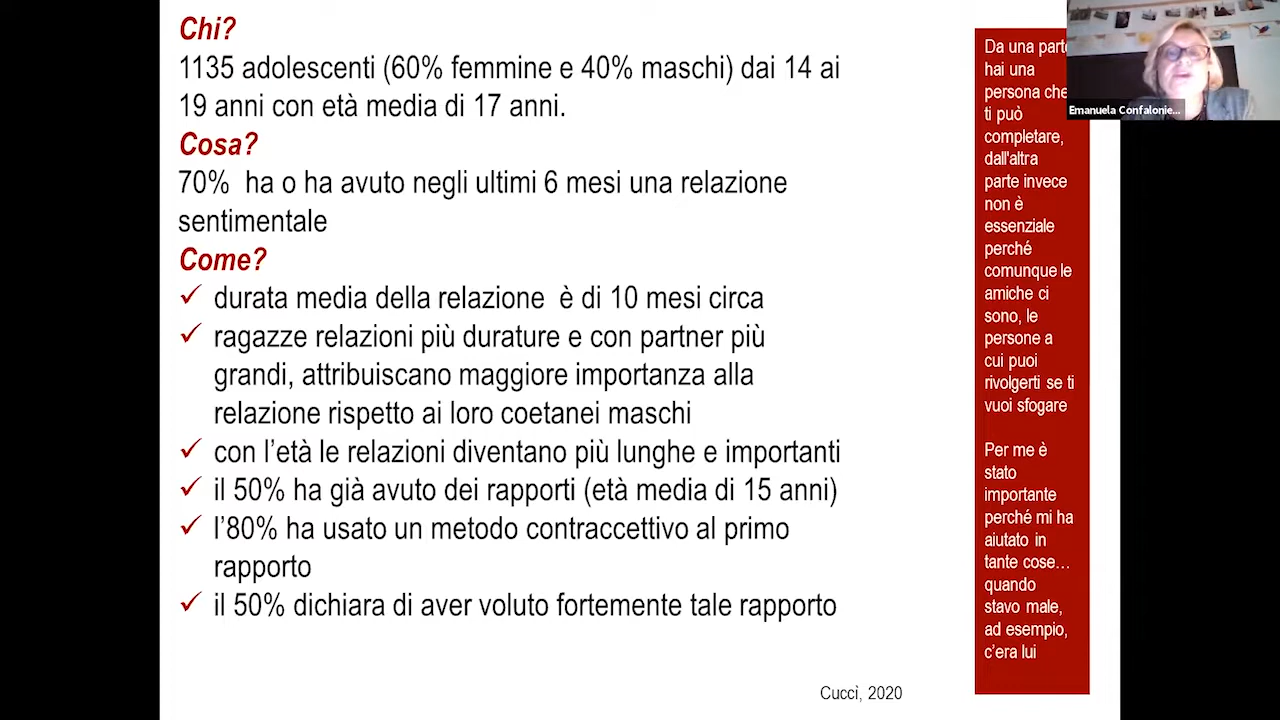 Chi?
1135 adolescenti (60% femmine e 40% maschi) dai 14 ai
19 anni con età media di 17 anni.
Cosa?
70%  ha o ha avuto negli ultimi 6 mesi una relazione
sentimentale
Come?
✓ durata media della relazione  è di 10 mesi circa
✓ ragazze relazioni più durature e con partner più
grandi, attribuiscano maggiore importanza alla
relazione rispetto ai loro coetanei maschi
✓ con l’età le relazioni diventano più lunghe e importanti
✓ il 50% ha già avuto dei rapporti (età media di 15 anni)
✓ l’80% ha usato un metodo contraccettivo al primo
rapporto
✓ il 50% dichiara di aver voluto fortemente tale rapporto
Cuccì, 2020
Da una parte
hai una
persona che
ti può
completare,
dall'altra
parte invece
non è
essenziale
perché
comunque le
amiche ci
sono, le
persone a
cui puoi
rivolgerti se ti
vuoi sfogare
Per me è
stato
importante
perché mi ha
aiutato in
tante cose…
quando
stavo male,
ad esempio,
c’era lui
Emanuela Confalonie...